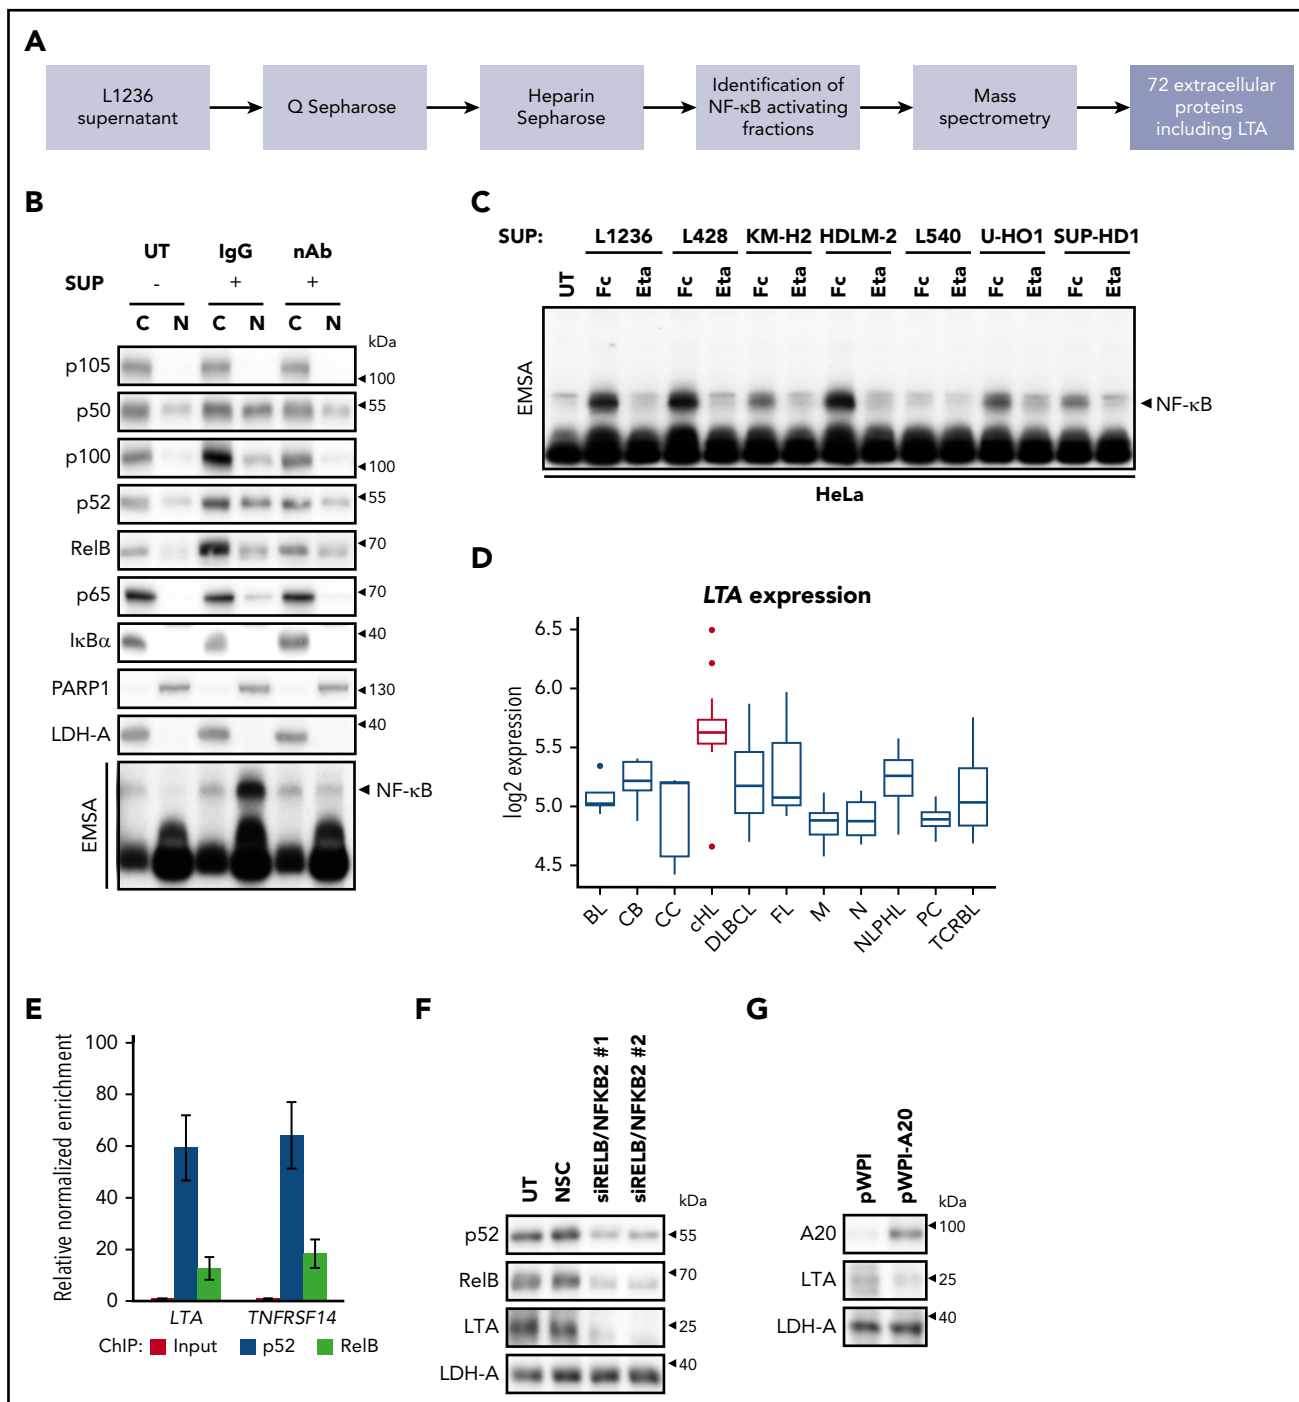 A
L1236
supernatant
Q Sepharose
Heparin
Sepharose
Identification of
NF-κB activating
fractions
Mass
spectrometry
72 extracellular
proteins
including LTA
B
UT IgG nAb
SUP - + +
C N C N C N
kDa
p105 100
p50 55
p100 100
p52 55
RelB 70
p65 70
IκBα 40
PARP1 130
LDH-A 40
EMSA
NF-κB
C
SUP: L1236 L428 KM-H2 HDLM-2 L540 U-HO1 SUP-HD1
UT Fc Eta Fc Eta Fc Eta Fc Eta Fc Eta Fc Eta Fc Eta
EMSA
NF-κB
HeLa
D
LTA expression
log2 expression
6.5
6.0
5.5
5.0
4.5
BL CB CC cHL DLBCL FL M N NLPHL PC TCRBL
E
Relative normalized enrichment
100
80
60
40
20
0
LTA TNFRSF14
ChIP: Input p52 RelB
F
UT NSC siRELB/NFKB2 #1 siRELB/NFKB2 #2
kDa
p52 55
RelB 70
LTA 25
LDH-A 40
G
pWPI pWPI-A20
kDa
A20 100
LTA 25
LDH-A 40